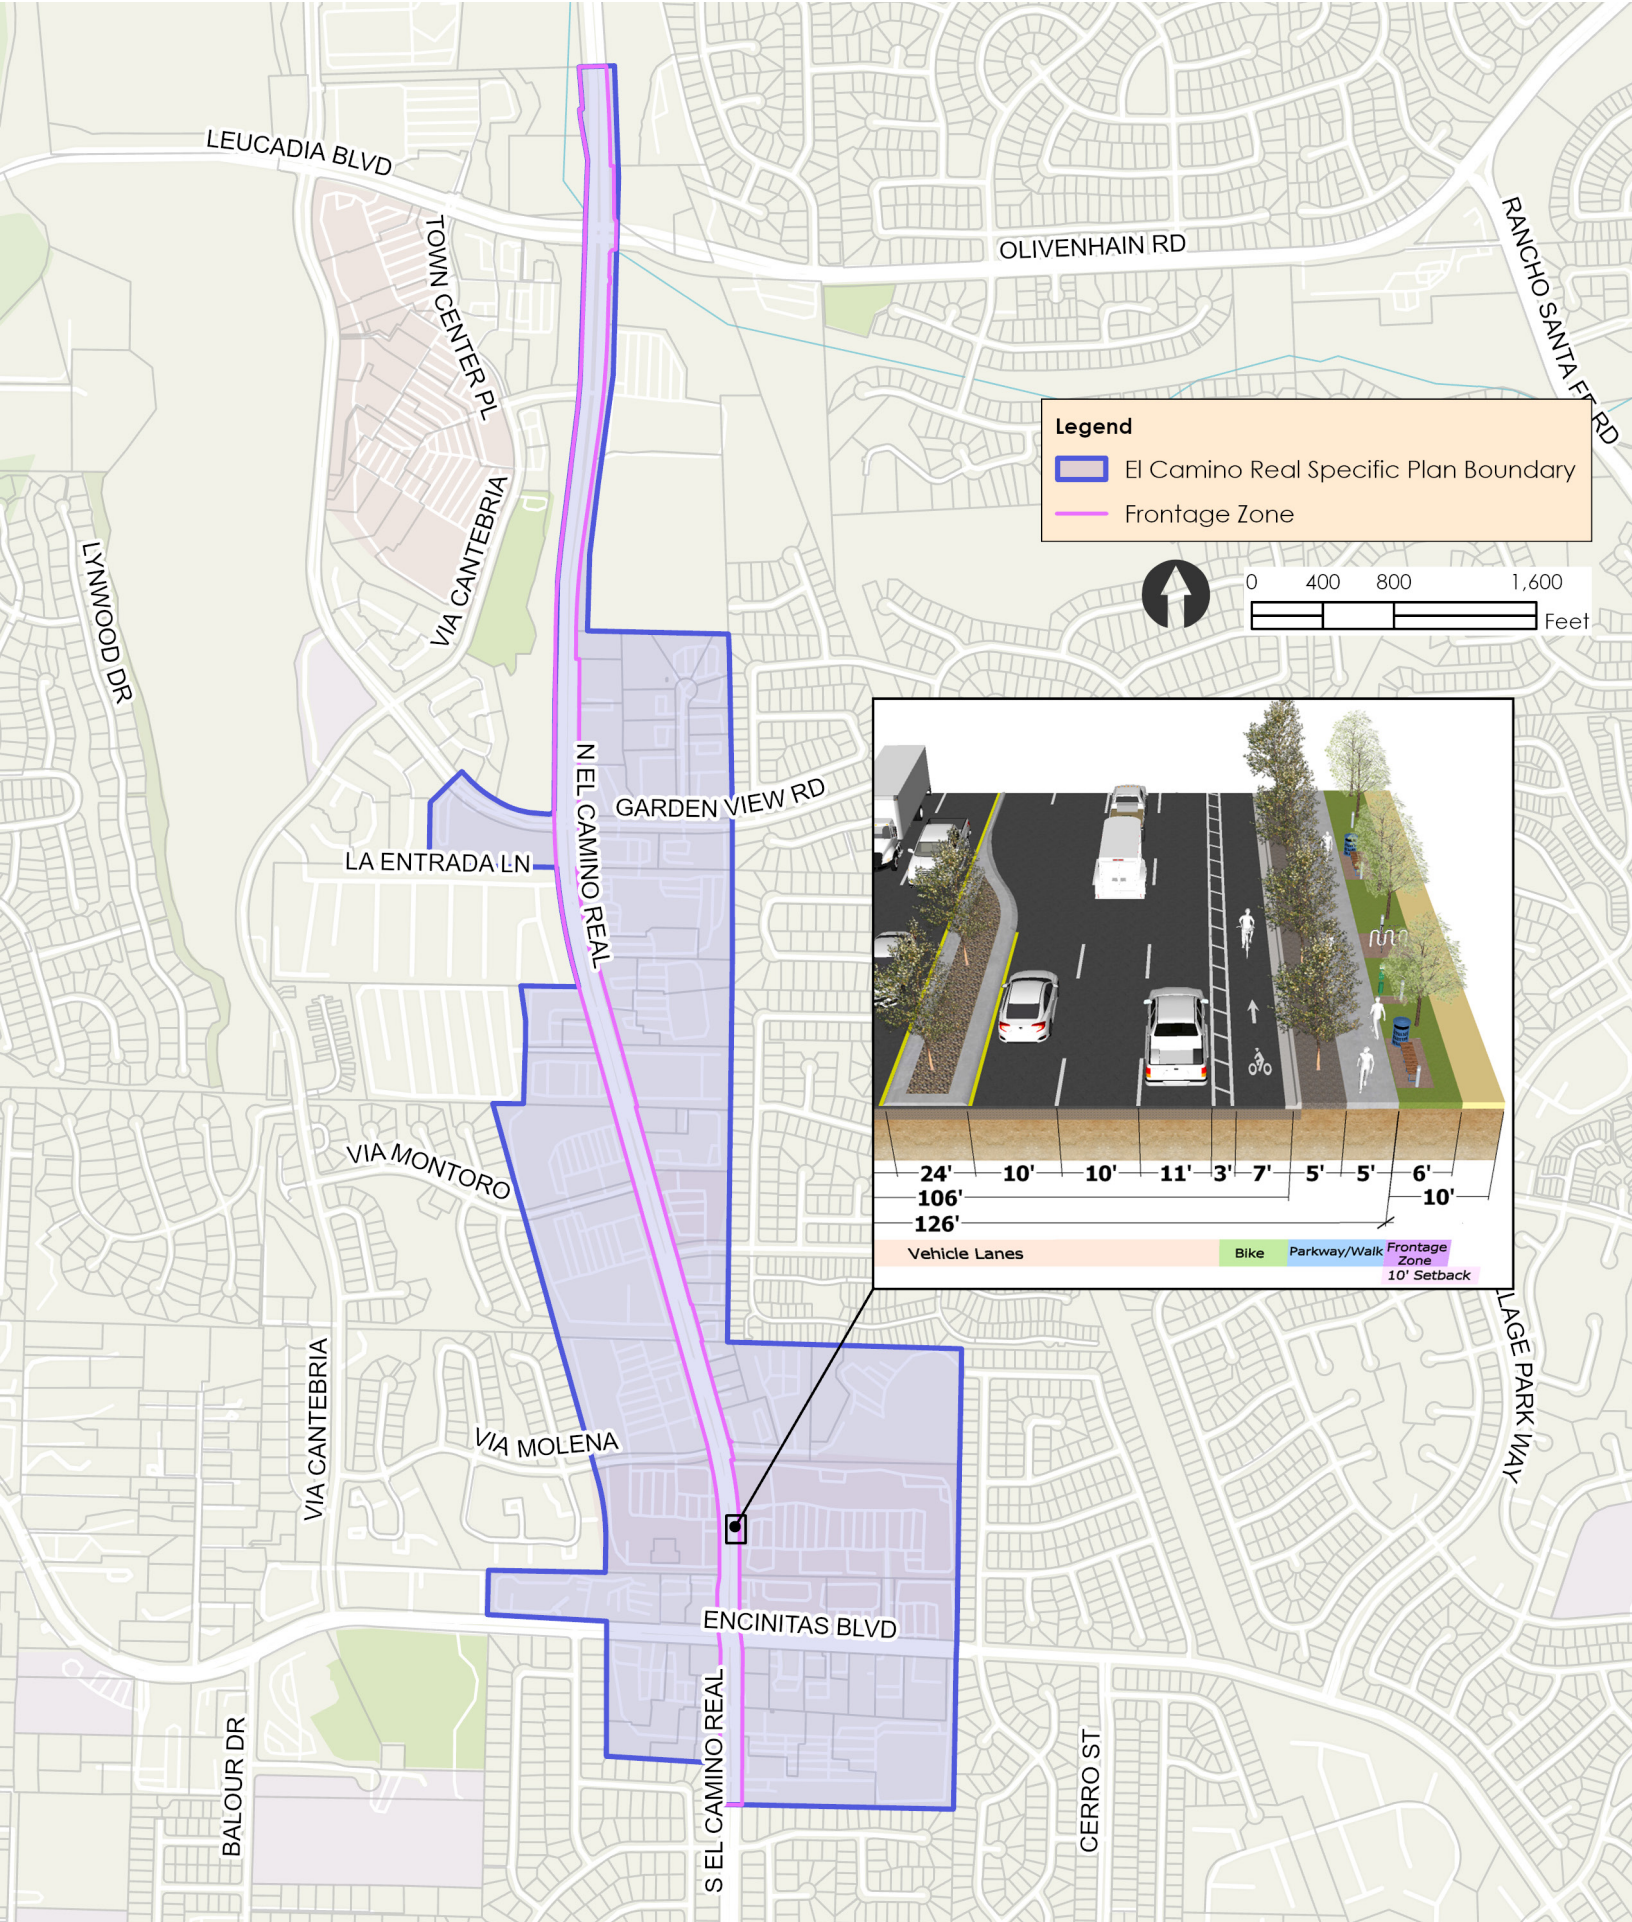 LEUCADIA BLVD
TOWN CENTER PL
OLIVENHAIN RD
RANCHO SANTA FE RD
Legend
El Camino Real Specific Plan Boundary
Frontage Zone
0 400 800 1,600
Feet
VIA CANTEBRIA
LYNWOOD DR
N EL CAMINO REAL
GARDEN VIEW RD
LA ENTRADA LN
VIA MONTORO
24' 10' 10' 11' 3' 7' 5' 5' 6'
106' 10'
126'
Vehicle Lanes Bike Parkway/Walk Frontage
Zone
10' Setback
LAGE PARK WAY
VIA CANTEBRIA
VIA MOLENA
ENCINITAS BLVD
S EL CAMINO REAL
BALOUR DR
CERRO ST